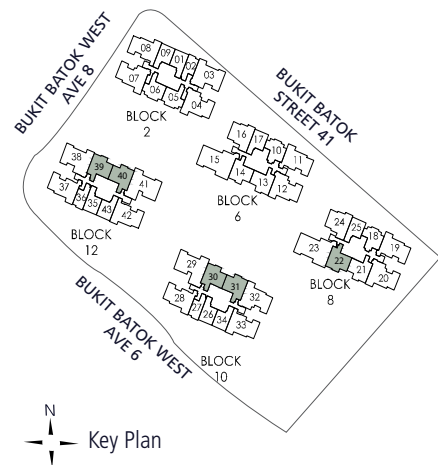 BUKIT BATOK WEST
AVE 8
BUKIT BATOK
STREET 41
08 09 01 02 03
07 06 05 04
BLOCK
2
16 17 10 11
15 14 13 12
BLOCK
6
38 39 40 41
37 36 35 43 42
BLOCK
12
24 25 18 19
23 22 21 20
BLOCK
8
29 30 31 32
28 27 26 34 33
BLOCK
10
BUKIT BATOK WEST
AVE 6
N
Key Plan